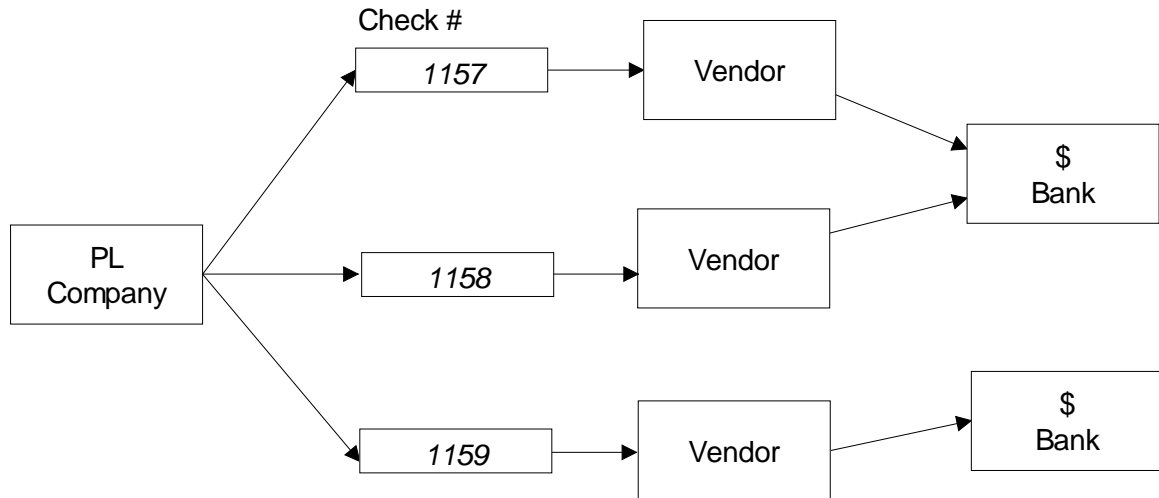 Check #
1157
Vendor
$
Bank
PL
Company
1158
Vendor
1159
Vendor
$
Bank